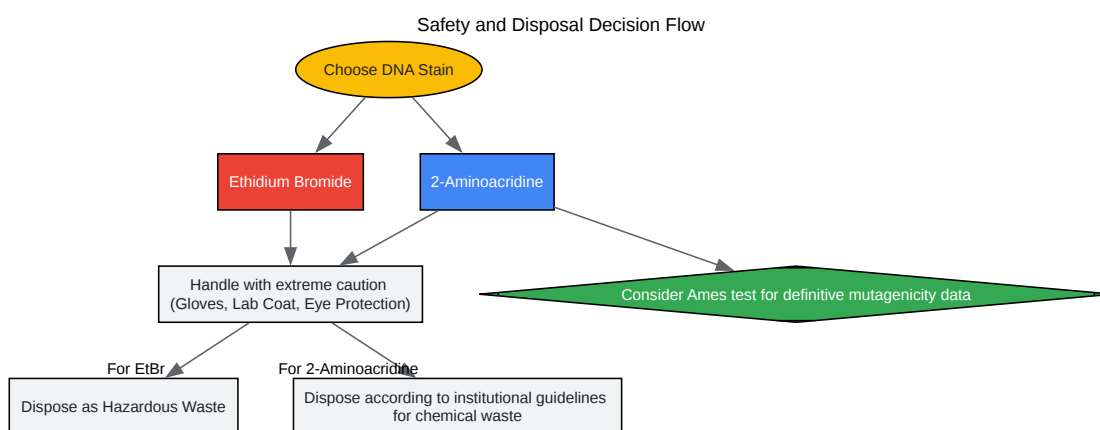 Safety and Disposal Decision Flow
Choose DNA Stain
Ethidium Bromide
2-Aminoacridine
Handle with extreme caution
(Gloves, Lab Coat, Eye Protection)
Consider Ames test for definitive mutagenicity data
For EtBr
For 2-Aminoacridine
Dispose as Hazardous Waste
Dispose according to institutional guidelines
for chemical waste